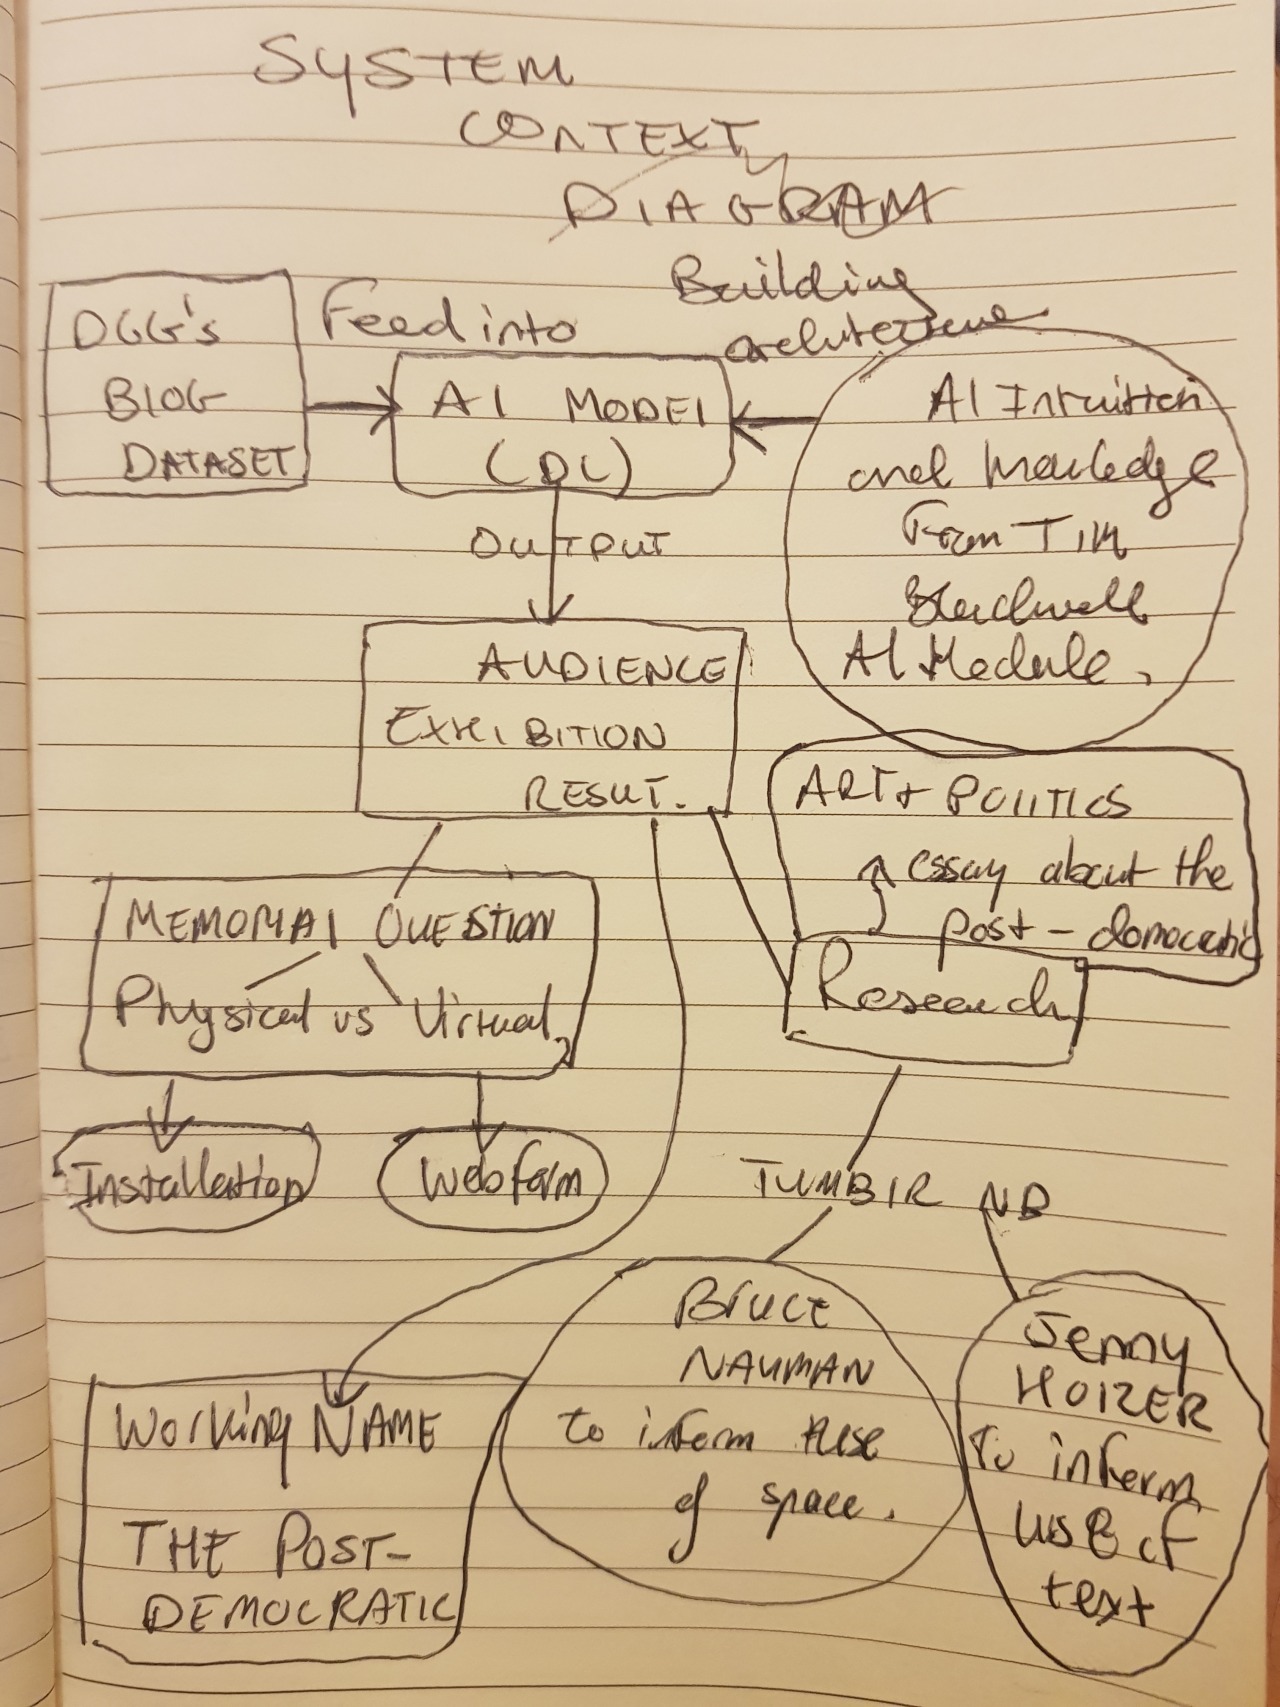 SYSTEM
CONTEXT
DIAGRAM
Building
architecture
DGG's
BLOG
DATASET
Feed into
AI MODEL
(DL)
AI Intuition
and knowledge
From TIM
Blackwell
AI Module.
OUTPUT
AUDIENCE
EXHIBITION
RESULT.
ART + POLITICS
essay about the
post-democratic
Research
MEMORIAL QUESTION
Physical vs Virtual
Installation
Webform
TUMBLR NB
Bruce
NAUMAN
to inform
of space.
Jenny
HOLZER
To inform
use of
text
Working NAME
THE POST-
DEMOCRATIC